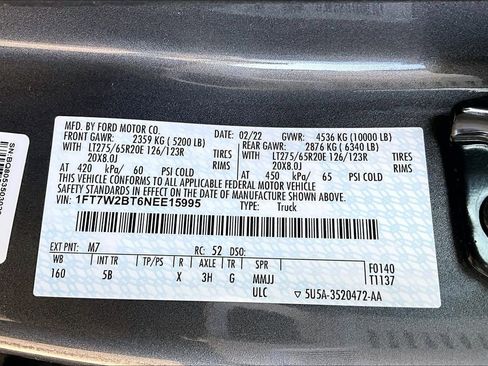 MFD. BY FORD MOTOR CO. 02/22 GVWR: 4536 KG (10000 LB)
FRONT GAWR: 2359 KG ( 5200 LB) REAR GAWR: 2876 KG ( 6340 LB)
LT275/65R20E 126/123R TIRES LT275/65R20E 126/123R TIRES
20X8.0J RIMS 20X8.0J RIMS
AT 420 kPa/ 60 PSI COLD AT 450 kPa/ 65 PSI COLD
THIS VEHICLE CONFORMS TO ALL APPLICABLE FEDERAL MOTOR VEHICLE SAFETY STANDARDS
IN EFFECT ON THE DATE OF MANUFACTURE SHOWN ABOVE.
VIN: 1FT7W2BT6NEE15995 TYPE: Truck
EXT PNT: M7 RC: 52 DSO:
WB INT TR TP/PS R AXLE TR SPR F0140
160 5B X 3H G MMJJ T1137
ULC ▽ 5U5A-3520472-AA